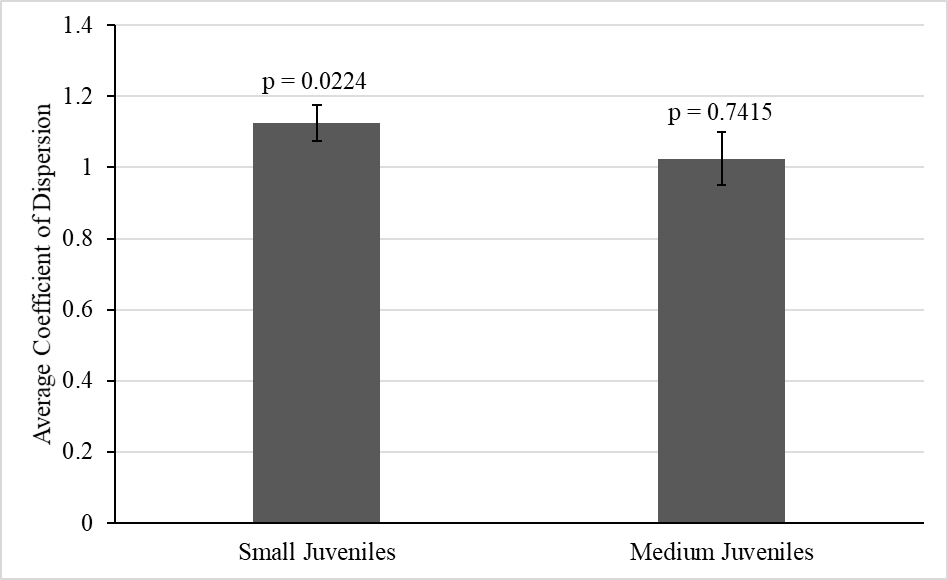 1.4
1.2
1
0.8
0.6
0.4
0.2
0
Average Coefficient of Dispersion
p = 0.0224
p = 0.7415
Small Juveniles
Medium Juveniles